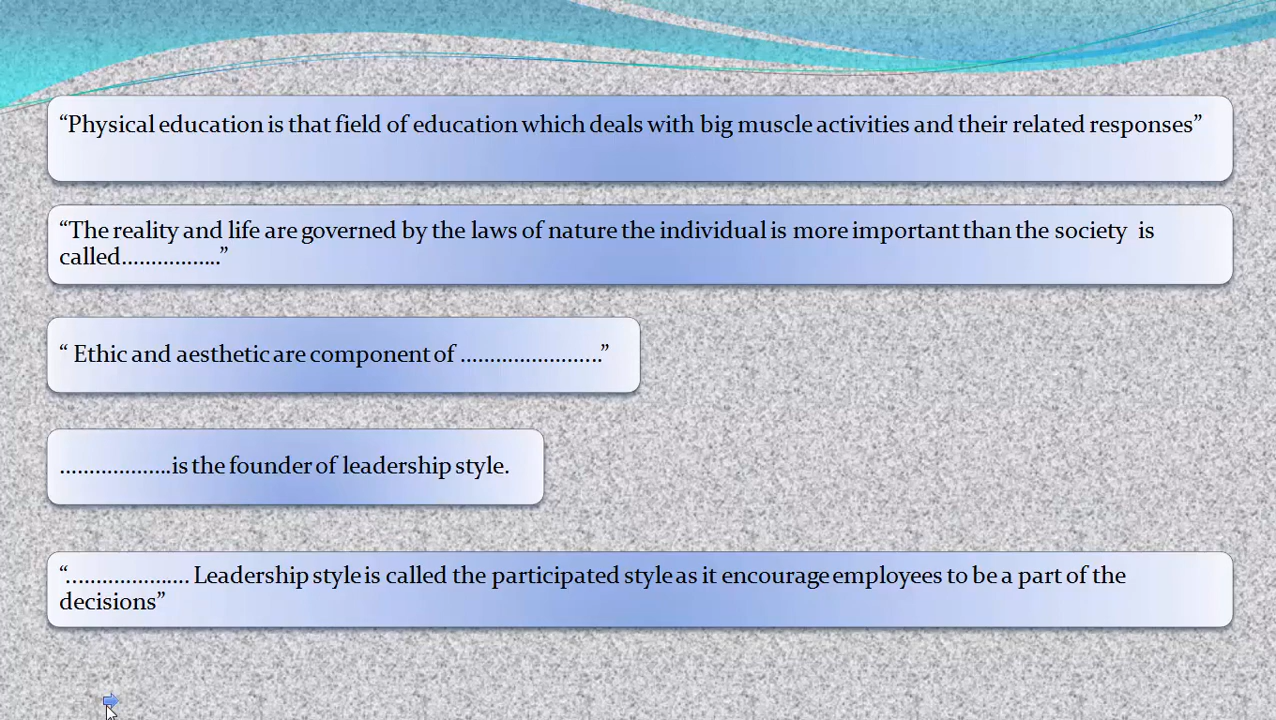 “Physical education is that field of education which deals with big muscle activities and their related responses”
“The reality and life are governed by the laws of nature the individual is more important than the society is
called……………..”
“ Ethic and aesthetic are component of ……………………”
……………….is the founder of leadership style.
“………………… Leadership style is called the participated style as it encourage employees to be a part of the
decisions”